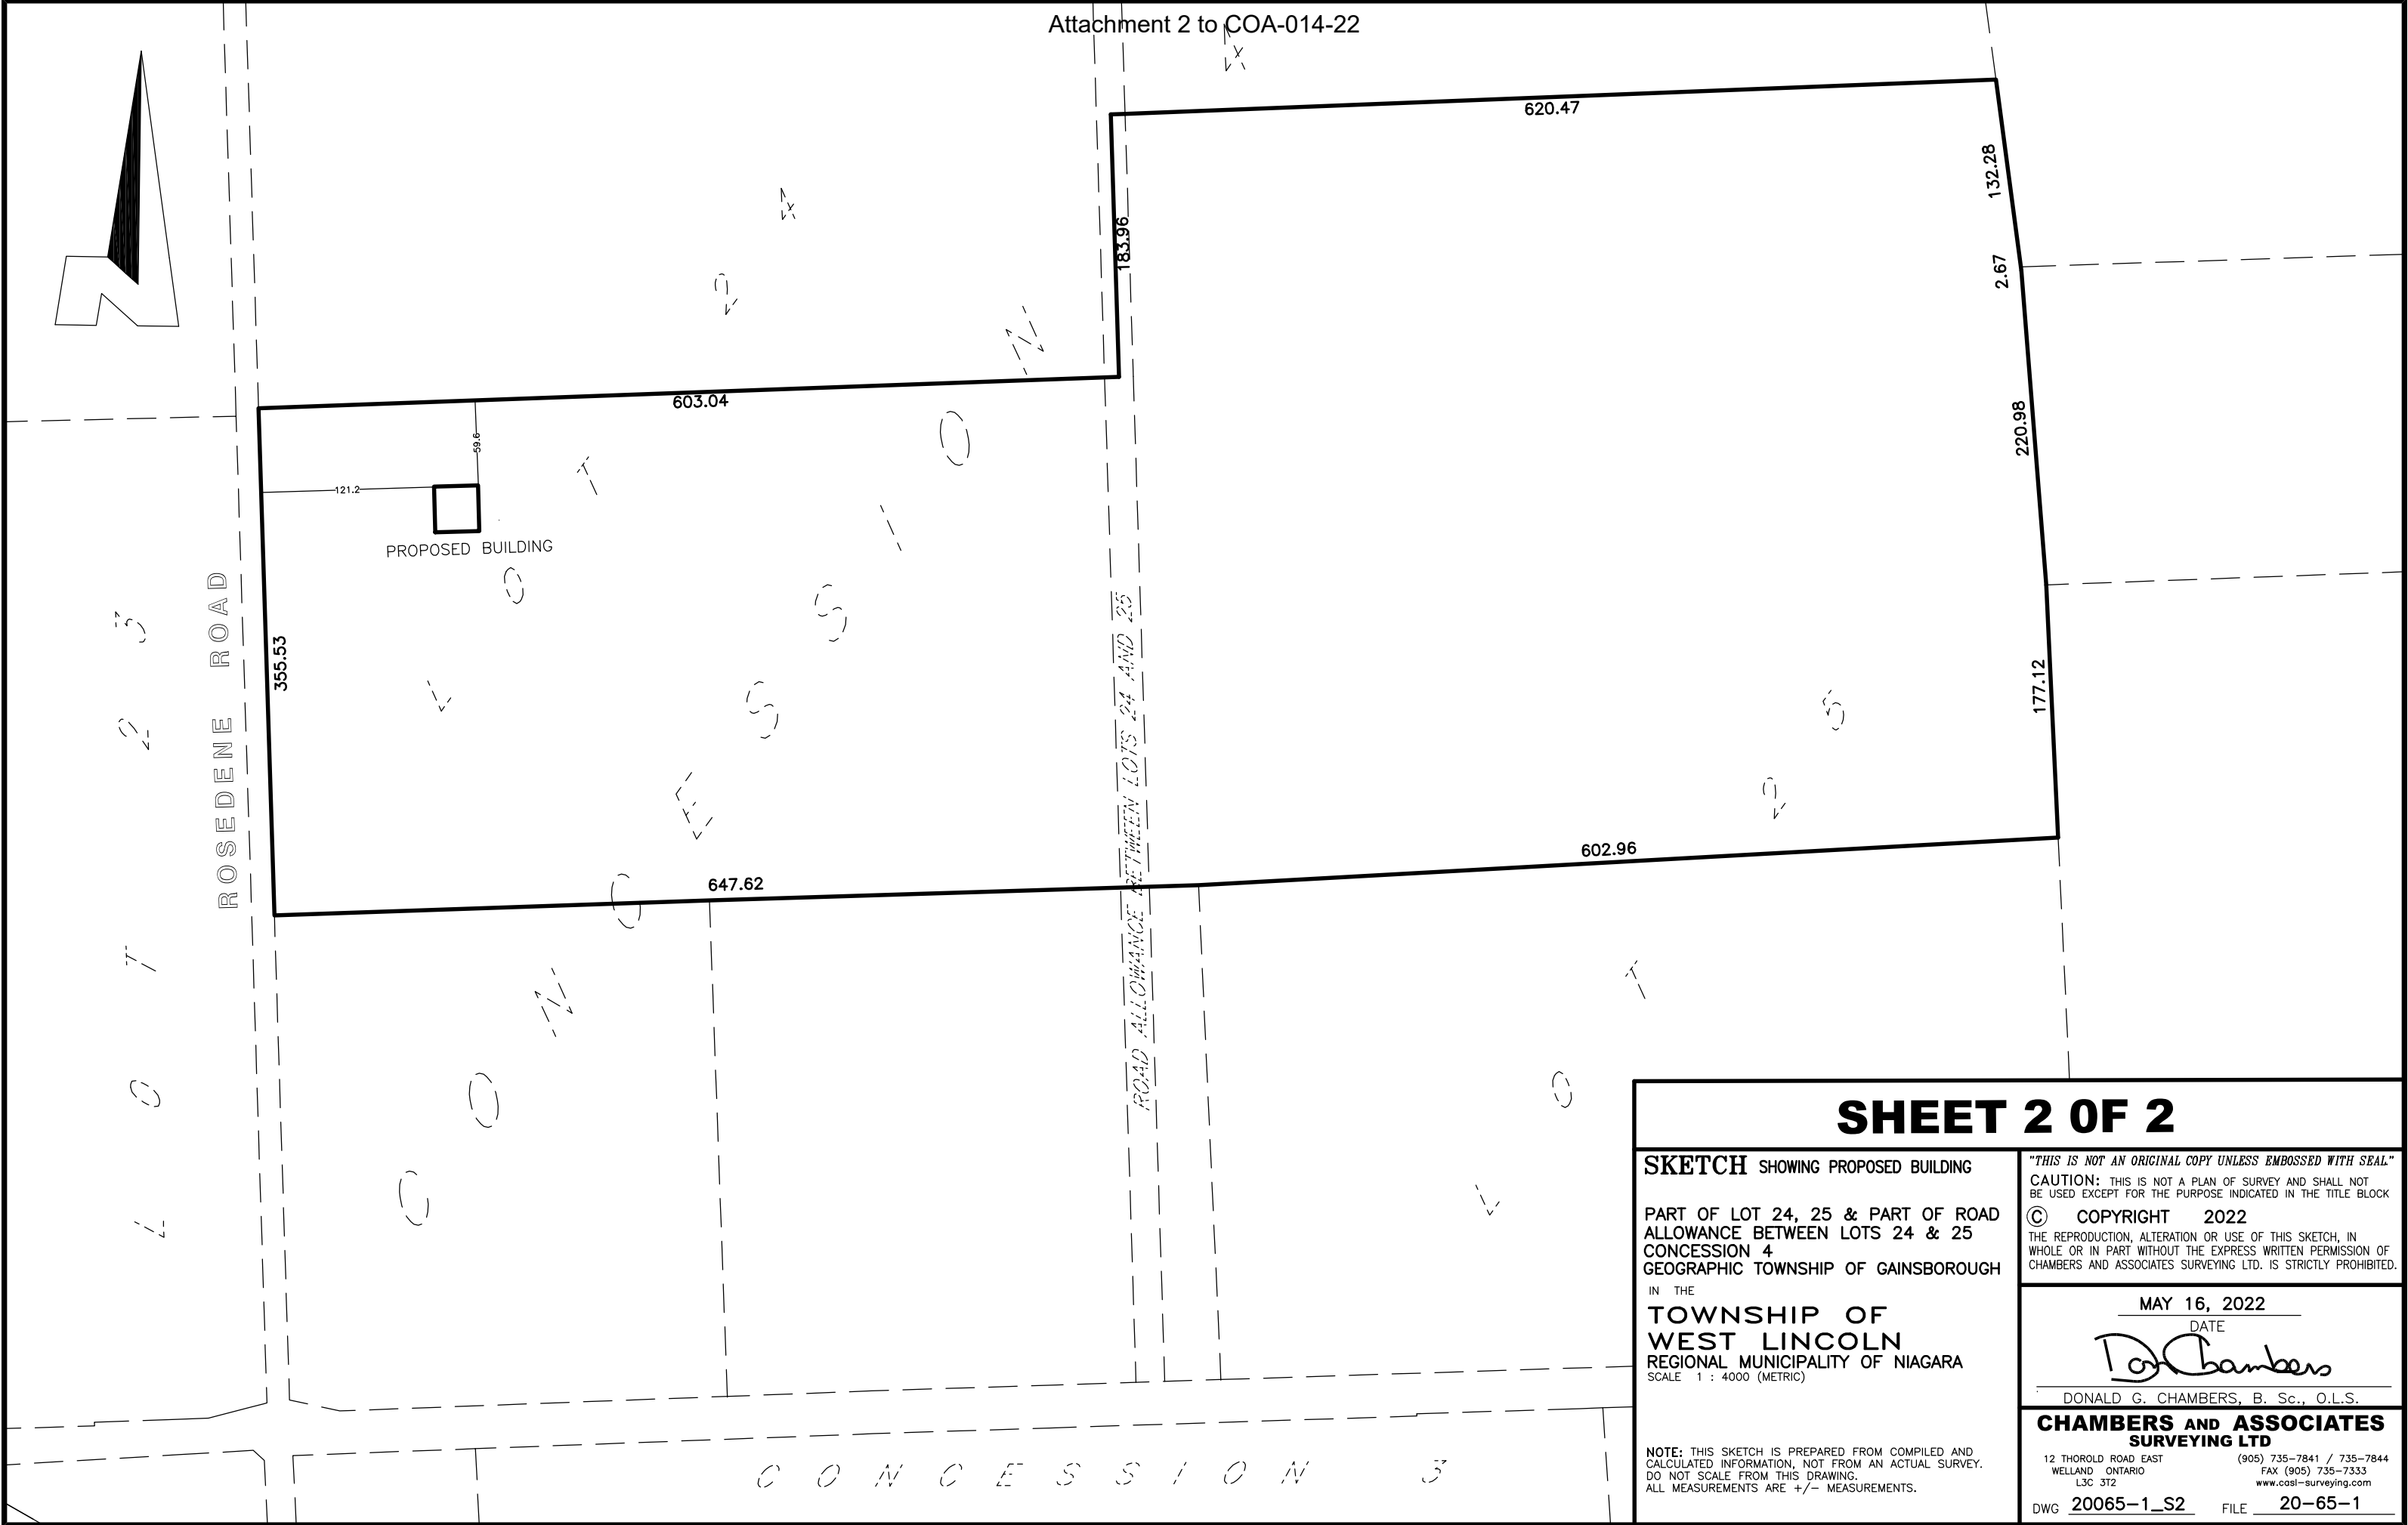 Attachment 2 to COA-014-22
620.47
132.28
2.67
183.96
220.98
603.04
59.6
121.2
PROPOSED BUILDING
355.53
177.12
602.96
647.62
ROSEDENE ROAD
LOT 23
LOT 24
CONCESSION 4
ROAD ALLOWANCE BETWEEN LOTS 24 AND 25
LOT 25
CONCESSION 3
SHEET 2 0F 2
SKETCH SHOWING PROPOSED BUILDING
PART OF LOT 24, 25 & PART OF ROAD
ALLOWANCE BETWEEN LOTS 24 & 25
CONCESSION 4
GEOGRAPHIC TOWNSHIP OF GAINSBOROUGH
IN THE
TOWNSHIP OF
WEST LINCOLN
REGIONAL MUNICIPALITY OF NIAGARA
SCALE 1 : 4000 (METRIC)
NOTE: THIS SKETCH IS PREPARED FROM COMPILED AND
CALCULATED INFORMATION, NOT FROM AN ACTUAL SURVEY.
DO NOT SCALE FROM THIS DRAWING.
ALL MEASUREMENTS ARE +/- MEASUREMENTS.
"THIS IS NOT AN ORIGINAL COPY UNLESS EMBOSSED WITH SEAL"
CAUTION: THIS IS NOT A PLAN OF SURVEY AND SHALL NOT
BE USED EXCEPT FOR THE PURPOSE INDICATED IN THE TITLE BLOCK
© COPYRIGHT 2022
THE REPRODUCTION, ALTERATION OR USE OF THIS SKETCH, IN
WHOLE OR IN PART WITHOUT THE EXPRESS WRITTEN PERMISSION OF
CHAMBERS AND ASSOCIATES SURVEYING LTD. IS STRICTLY PROHIBITED.
MAY 16, 2022
DATE
Don Chambers
DONALD G. CHAMBERS, B. Sc., O.L.S.
CHAMBERS AND ASSOCIATES
SURVEYING LTD
12 THOROLD ROAD EAST
WELLAND ONTARIO
L3C 3T2
(905) 735-7841 / 735-7844
FAX (905) 735-7333
www.casl-surveying.com
DWG 20065-1_S2 FILE 20-65-1